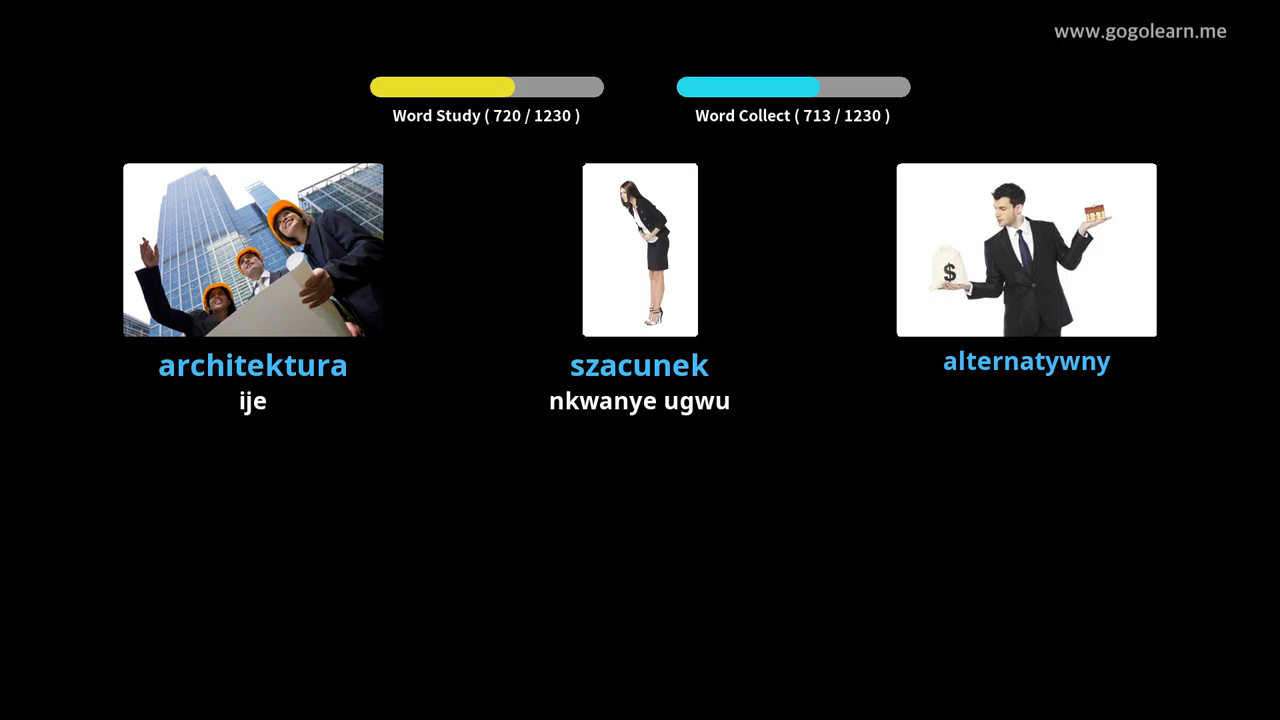 www.gogolearn.me
Word Study ( 720 / 1230 )
Word Collect ( 713 / 1230 )
$
architektura
ije
szacunek
nkwanye ugwu
alternatywny